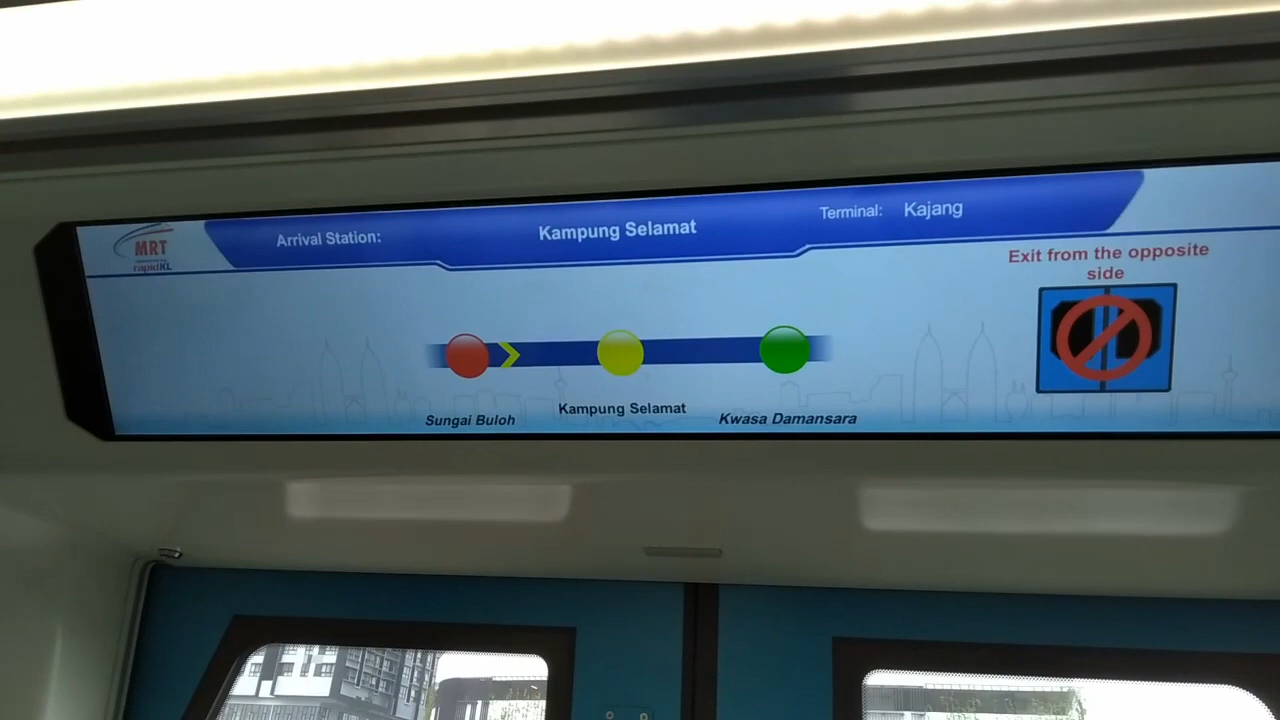 MRT
rapidKL
Arrival Station:
Kampung Selamat
Terminal: Kajang
Exit from the opposite
side
Sungai Buloh
Kampung Selamat
Kwasa Damansara